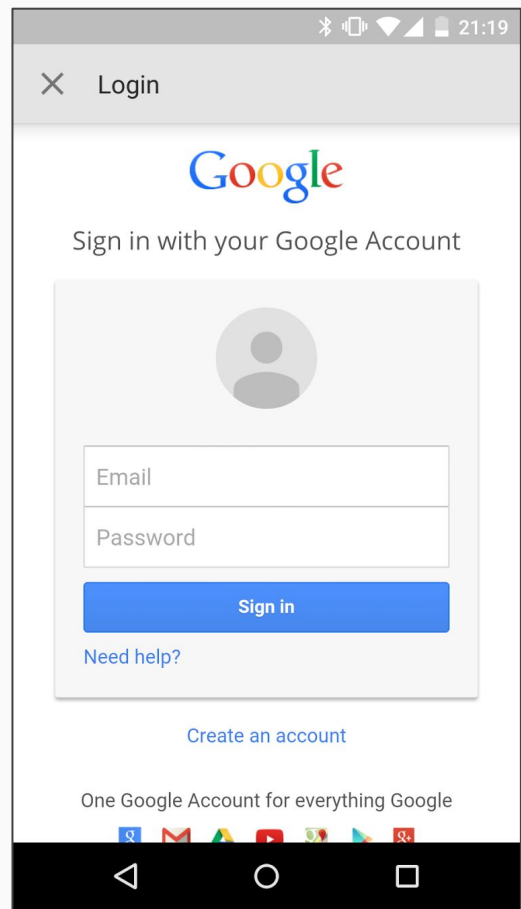 21:19
Login
Google
Sign in with your Google Account
Email
Password
Sign in
Need help?
Create an account
One Google Account for everything Google